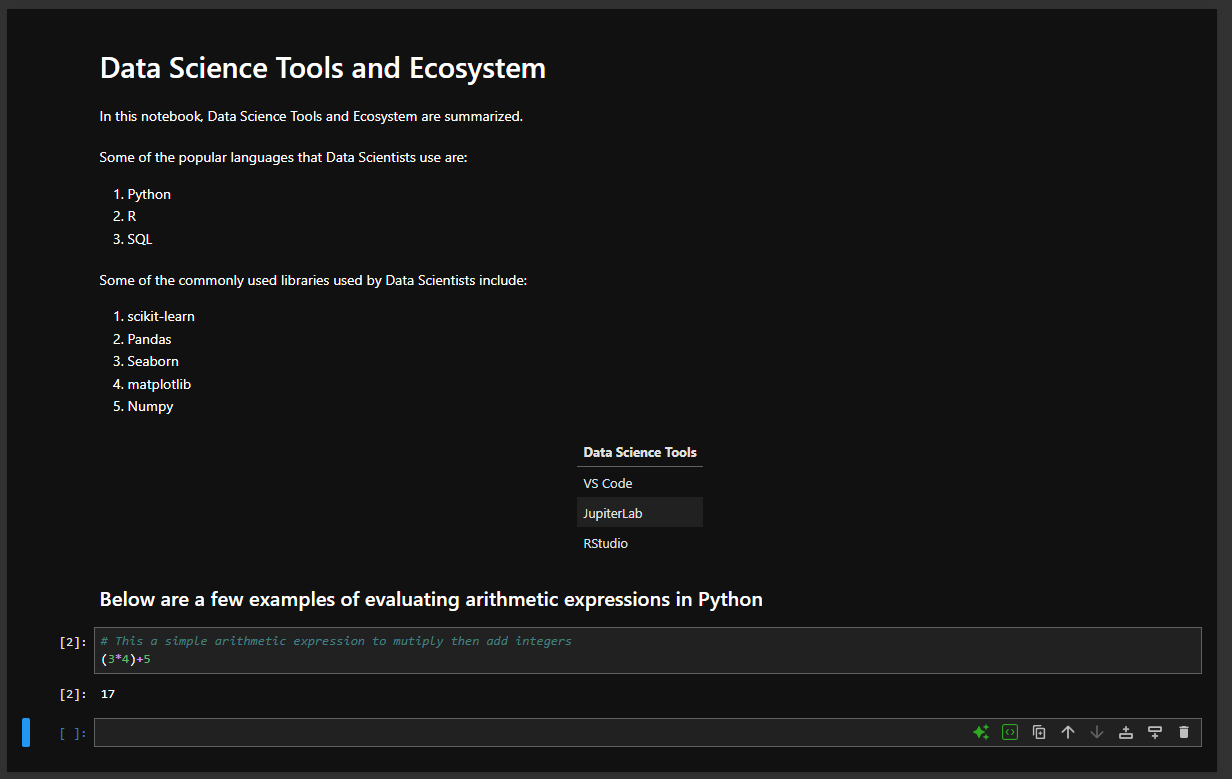 Data Science Tools and Ecosystem
In this notebook, Data Science Tools and Ecosystem are summarized.
Some of the popular languages that Data Scientists use are:
1. Python
2. R
3. SQL
Some of the commonly used libraries used by Data Scientists include:
1. scikit-learn
2. Pandas
3. Seaborn
4. matplotlib
5. Numpy
Data Science Tools
VS Code
JupiterLab
RStudio
Below are a few examples of evaluating arithmetic expressions in Python
[2]: # This a simple arithmetic expression to mutiply then add integers
(3*4)+5
[2]: 17
[ ]: